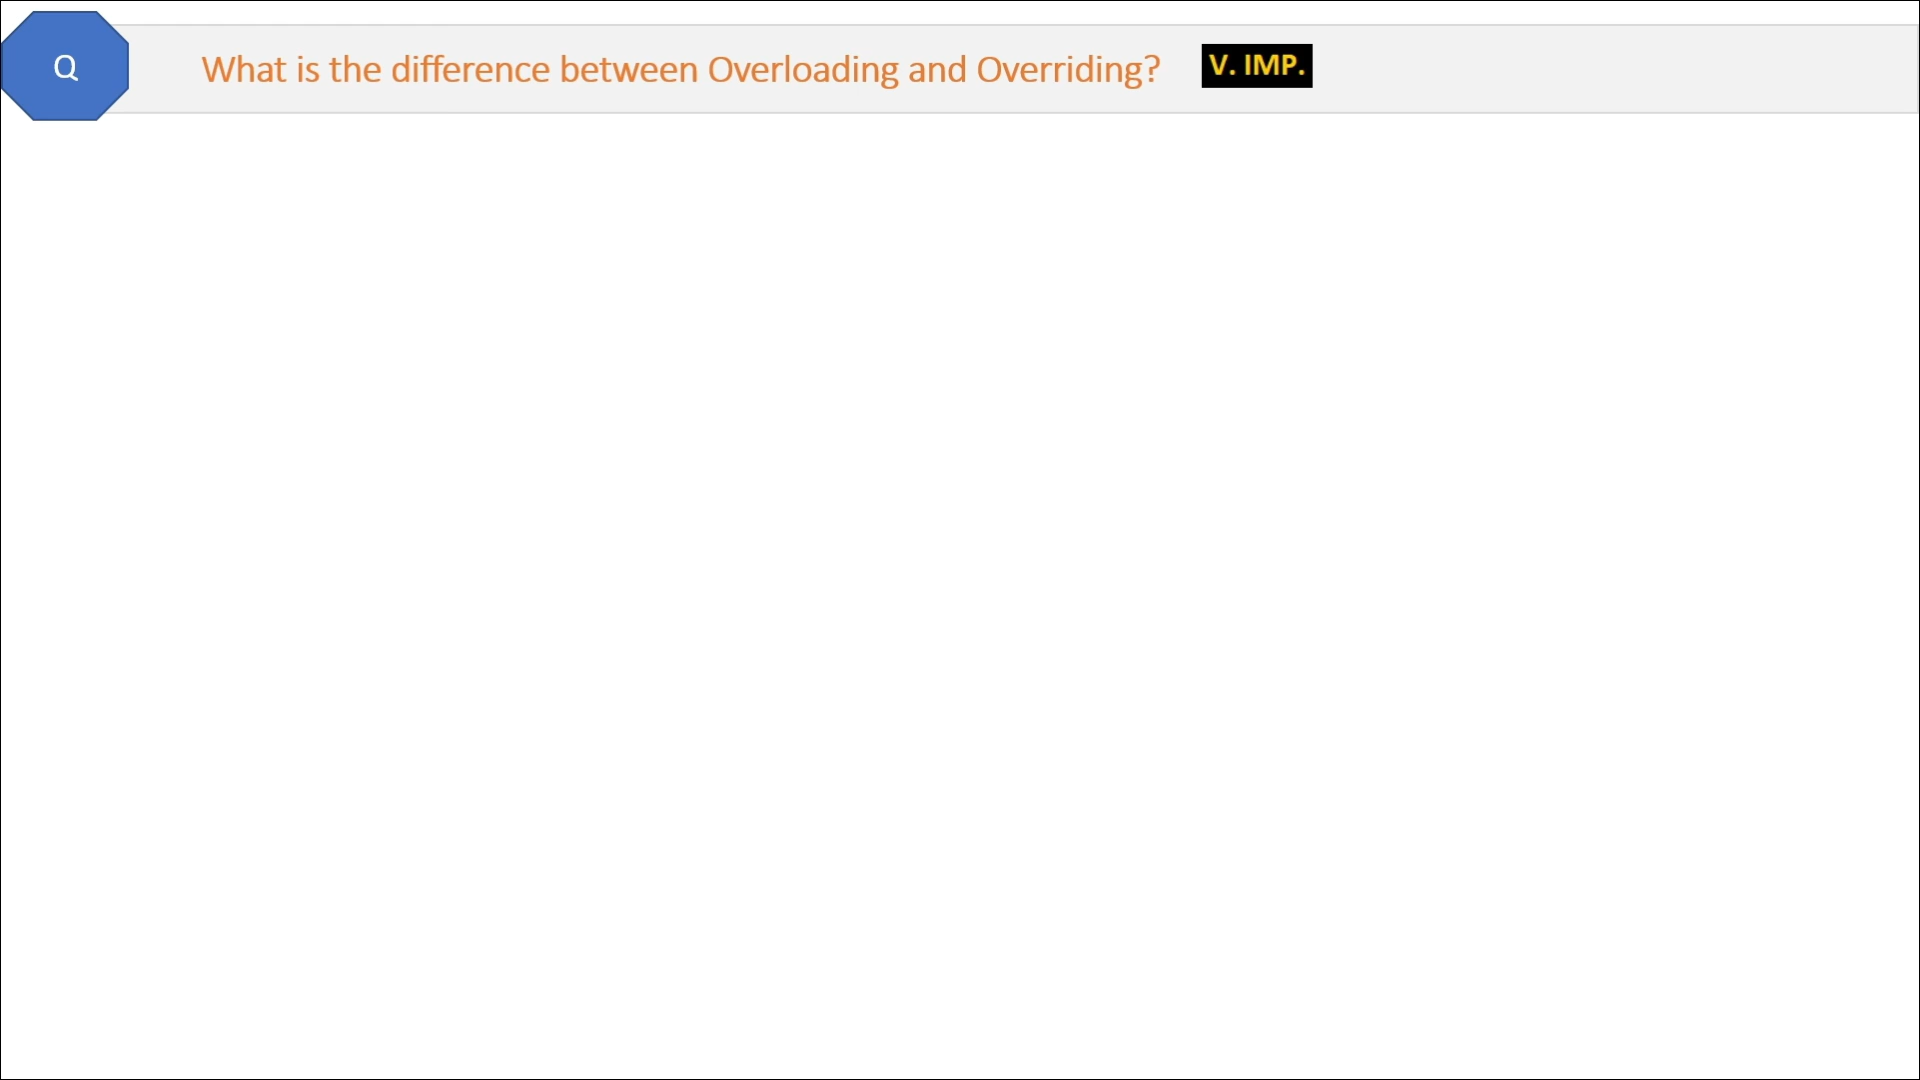 Q
What is the difference between Overloading and Overriding? V. IMP.